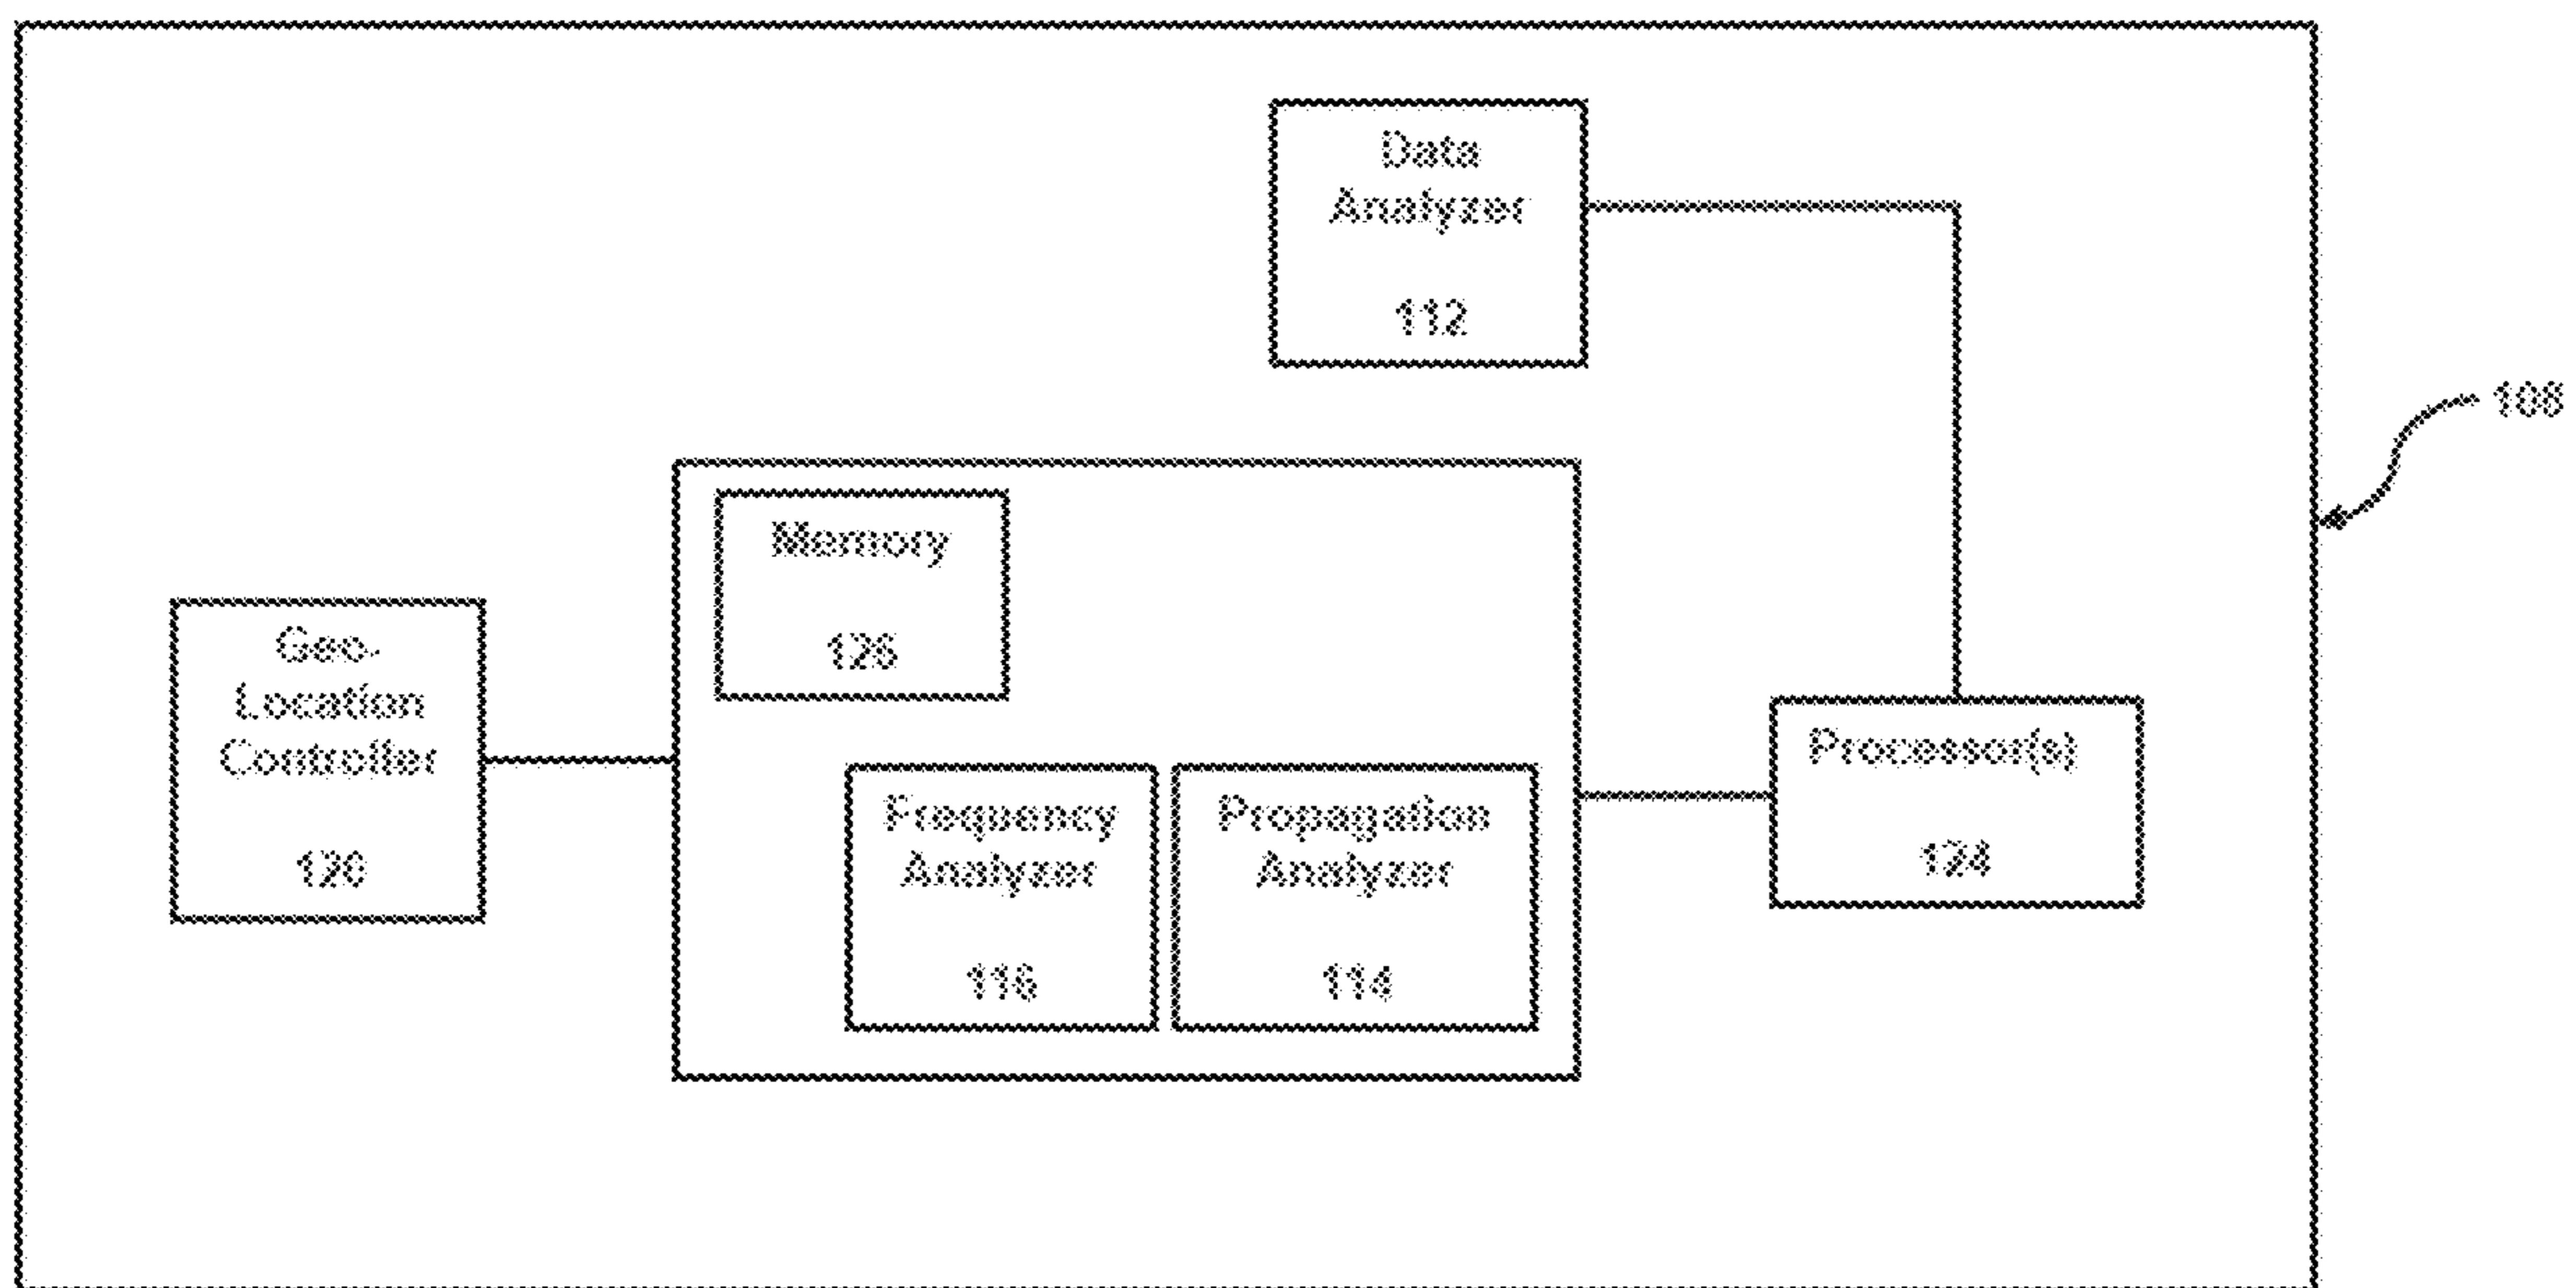 Data
Analyzer
112
108
Memory
126
Geo-
Location
Controller
120
Processor(s)
124
Frequency
Analyzer
116
Propagation
Analyzer
114